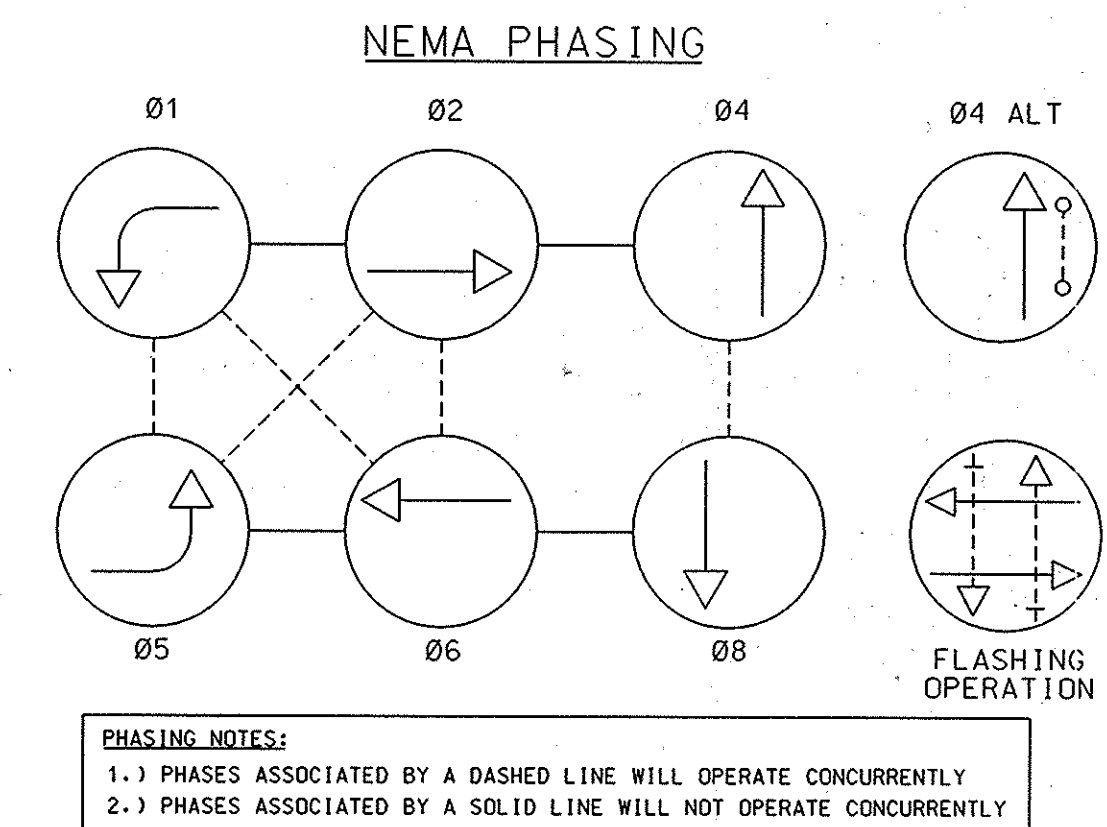 NEMA PHASING
Ø1 Ø2 Ø4 Ø4 ALT
Ø5 Ø6 Ø8 FLASHING
OPERATION
PHASING NOTES:
1.) PHASES ASSOCIATED BY A DASHED LINE WILL OPERATE CONCURRENTLY
2.) PHASES ASSOCIATED BY A SOLID LINE WILL NOT OPERATE CONCURRENTLY